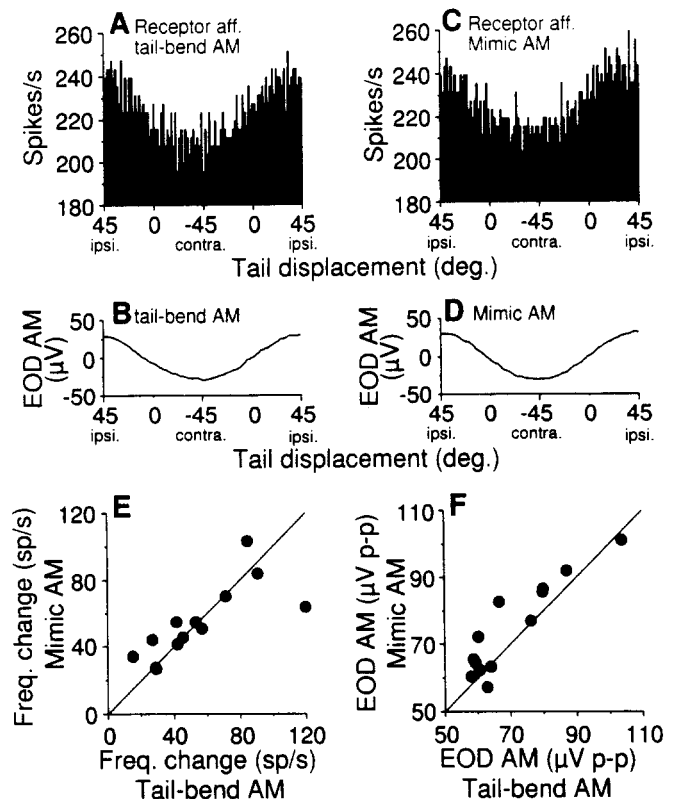 A Receptor aff.
tail-bend AM
Spikes/s
260
240
220
200
180
45 0 -45 0 45
ipsi. contra. ipsi.
C Receptor aff.
Mimic AM
Spikes/s
260
240
220
200
180
45 0 -45 0 45
ipsi. contra. ipsi.
Tail displacement (deg.)
B tail-bend AM
EOD AM
(µV)
50
0
-50
45 0 -45 0 45
ipsi. contra. ipsi.
D Mimic AM
EOD AM
(µV)
50
0
-50
45 0 -45 0 45
ipsi. contra. ipsi.
Tail displacement (deg.)
E
Freq. change (sp/s)
Mimic AM
120
80
40
0
0 40 80 120
Freq. change (sp/s)
Tail-bend AM
F
EOD AM (µV p-p)
Mimic AM
110
90
70
50
50 70 90 110
EOD AM (µV p-p)
Tail-bend AM